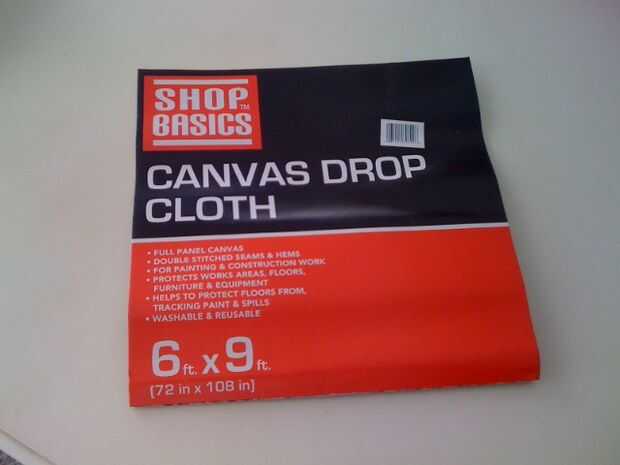 SHOP
BASICS™
CANVAS DROP
CLOTH
• FULL PANEL CANVAS
• DOUBLE STITCHED SEAMS & HEMS
• FOR PAINTING & CONSTRUCTION WORK
• PROTECTS WORKS AREAS, FLOORS,
FURNITURE & EQUIPMENT
• HELPS TO PROTECT FLOORS FROM,
TRACKING PAINT & SPILLS
• WASHABLE & REUSABLE
6 ft. x 9 ft.
(72 in x 108 in)